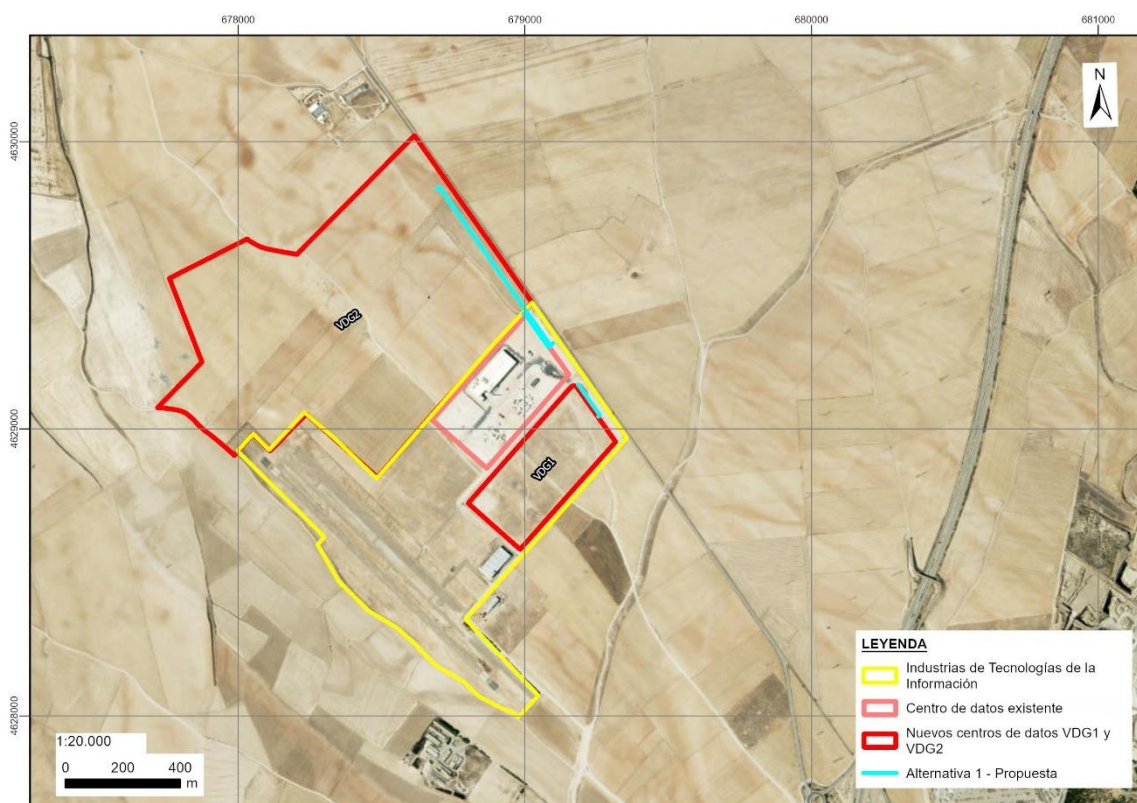 678000
679000
680000
681000
N
4630000
VDG2
4629000
VDG1
4628000
LEYENDA
Industrias de Tecnologías de la
Información
Centro de datos existente
Nuevos centros de datos VDG1 y
VDG2
Alternativa 1 - Propuesta
1:20.000
0 200 400
m